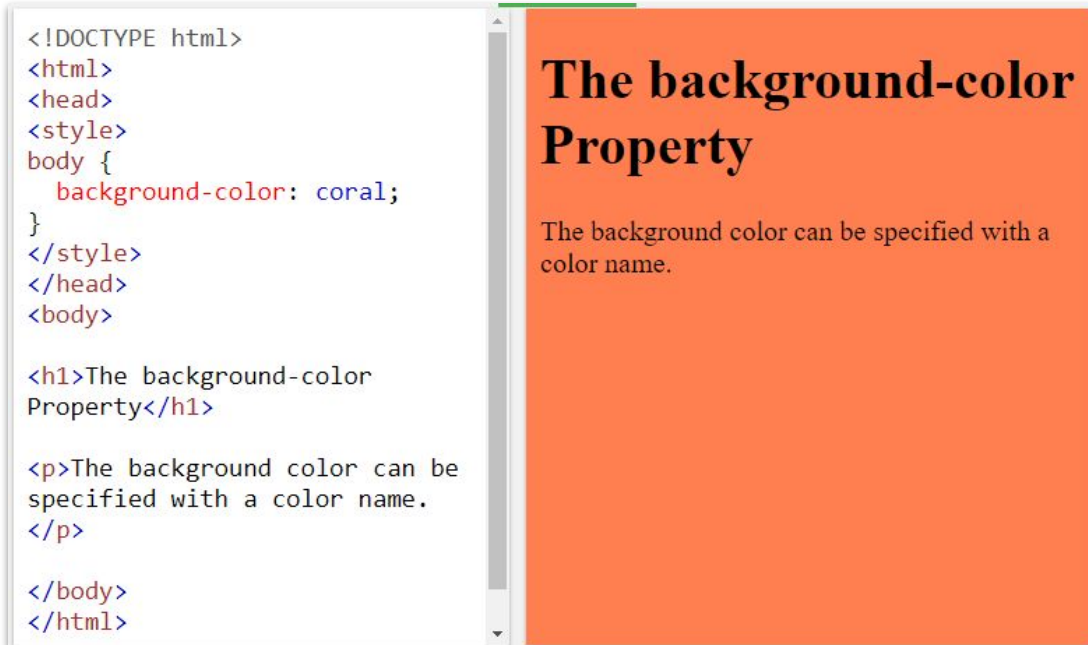 <!DOCTYPE html>
<html>
<head>
<style>
body {
  background-color: coral;
}
</style>
</head>
<body>
<h1>The background-color
Property</h1>
<p>The background color can be
specified with a color name.
</p>
</body>
</html>
The background-color
Property
The background color can be specified with a
color name.